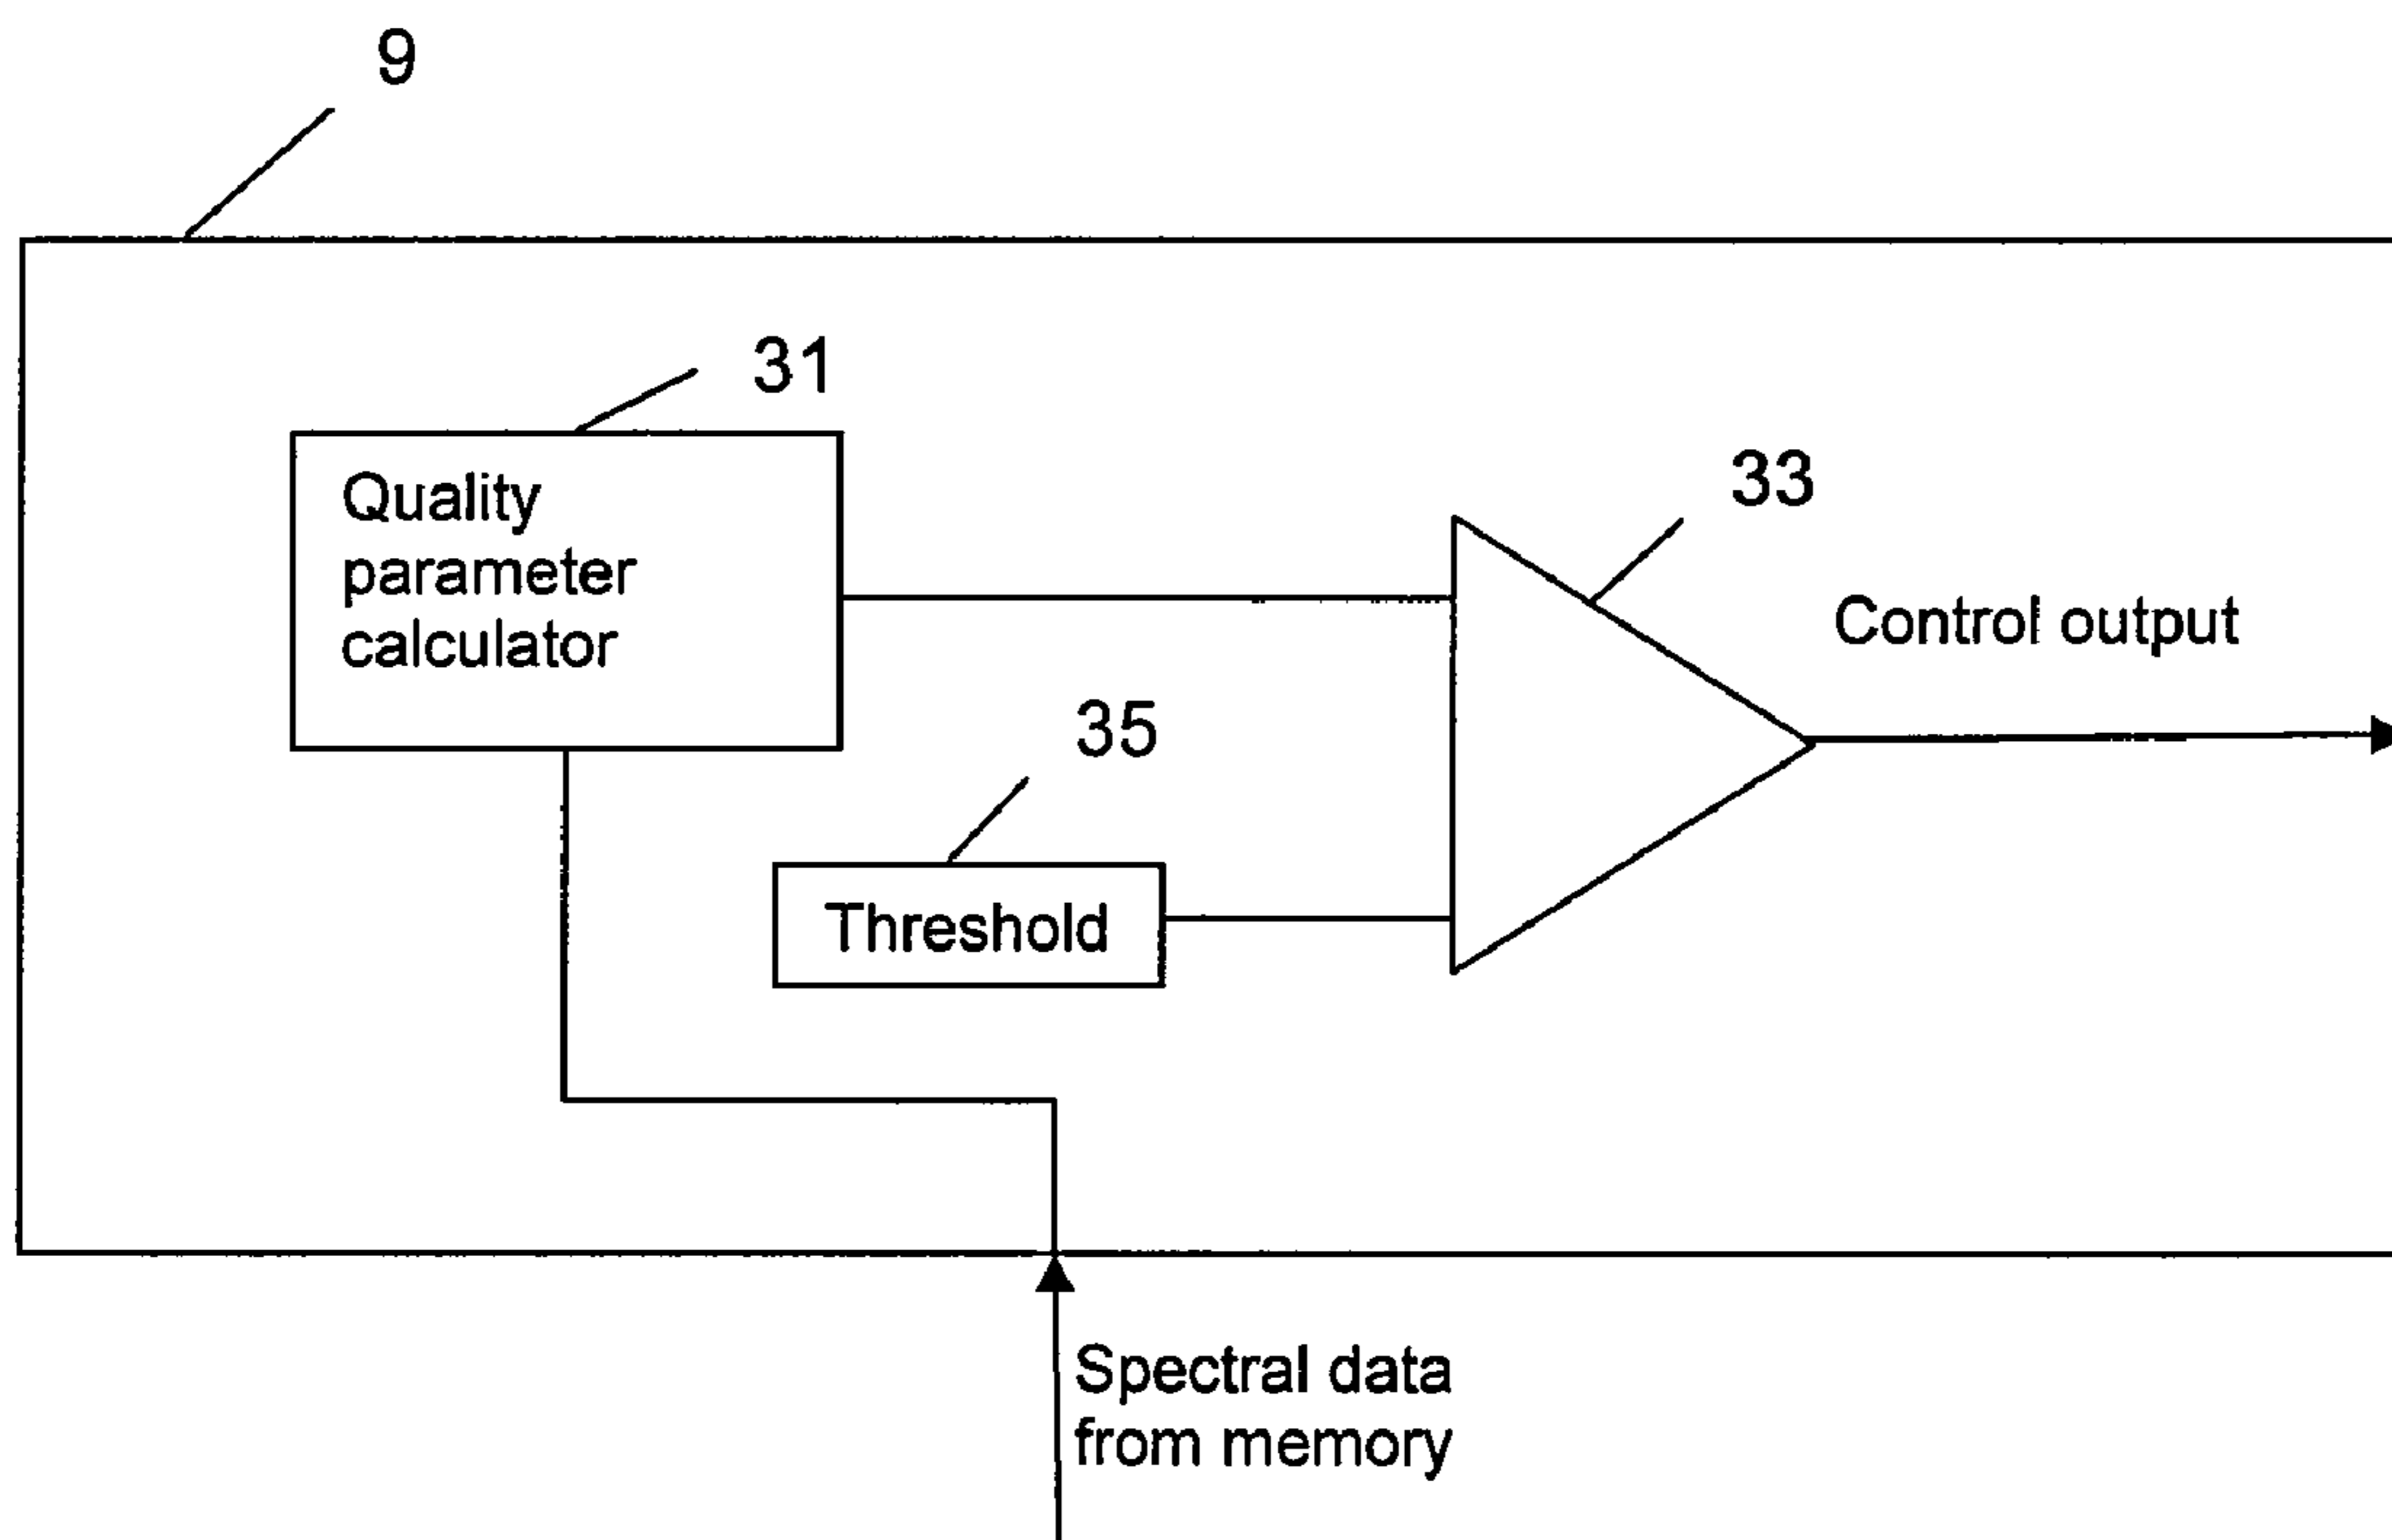 9
31
Quality
parameter
calculator
33
Control output
35
Threshold
Spectral data
from memory